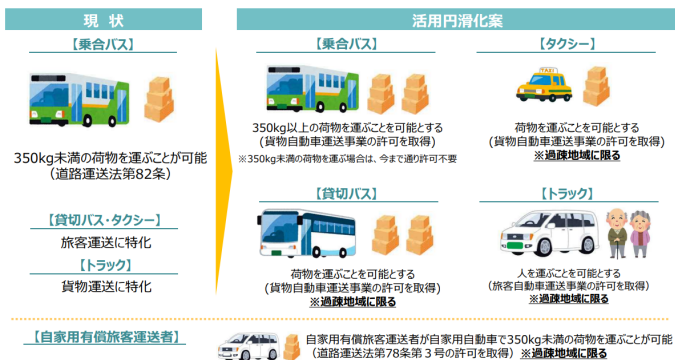 現 状
【乗合バス】
350kg未満の荷物を運ぶことが可能
（道路運送法第82条）
【貸切バス・タクシー】
旅客運送に特化
【トラック】
貨物運送に特化
活用円滑化案
【乗合バス】
350kg以上の荷物を運ぶことを可能とする
(貨物自動車運送事業の許可を取得)
※350kg未満の荷物を運ぶ場合は、今まで通り許可不要
【タクシー】
TAXI
荷物を運ぶことを可能とする
(貨物自動車運送事業の許可を取得)
※過疎地域に限る
【貸切バス】
荷物を運ぶことを可能とする
(貨物自動車運送事業の許可を取得)
※過疎地域に限る
【トラック】
人を運ぶことを可能とする
(旅客自動車運送事業の許可を取得)
※過疎地域に限る
【自家用有償旅客運送者】
自家用有償旅客運送者が自家用自動車で350kg未満の荷物を運ぶことが可能
（道路運送法第78条第３号の許可を取得）※過疎地域に限る